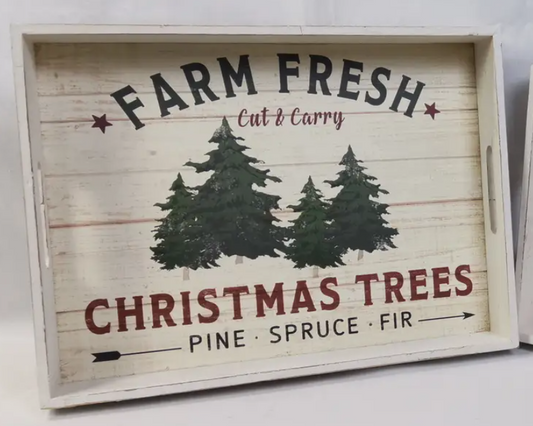 FARM FRESH
Cut & Carry
CHRISTMAS TREES
PINE · SPRUCE · FIR